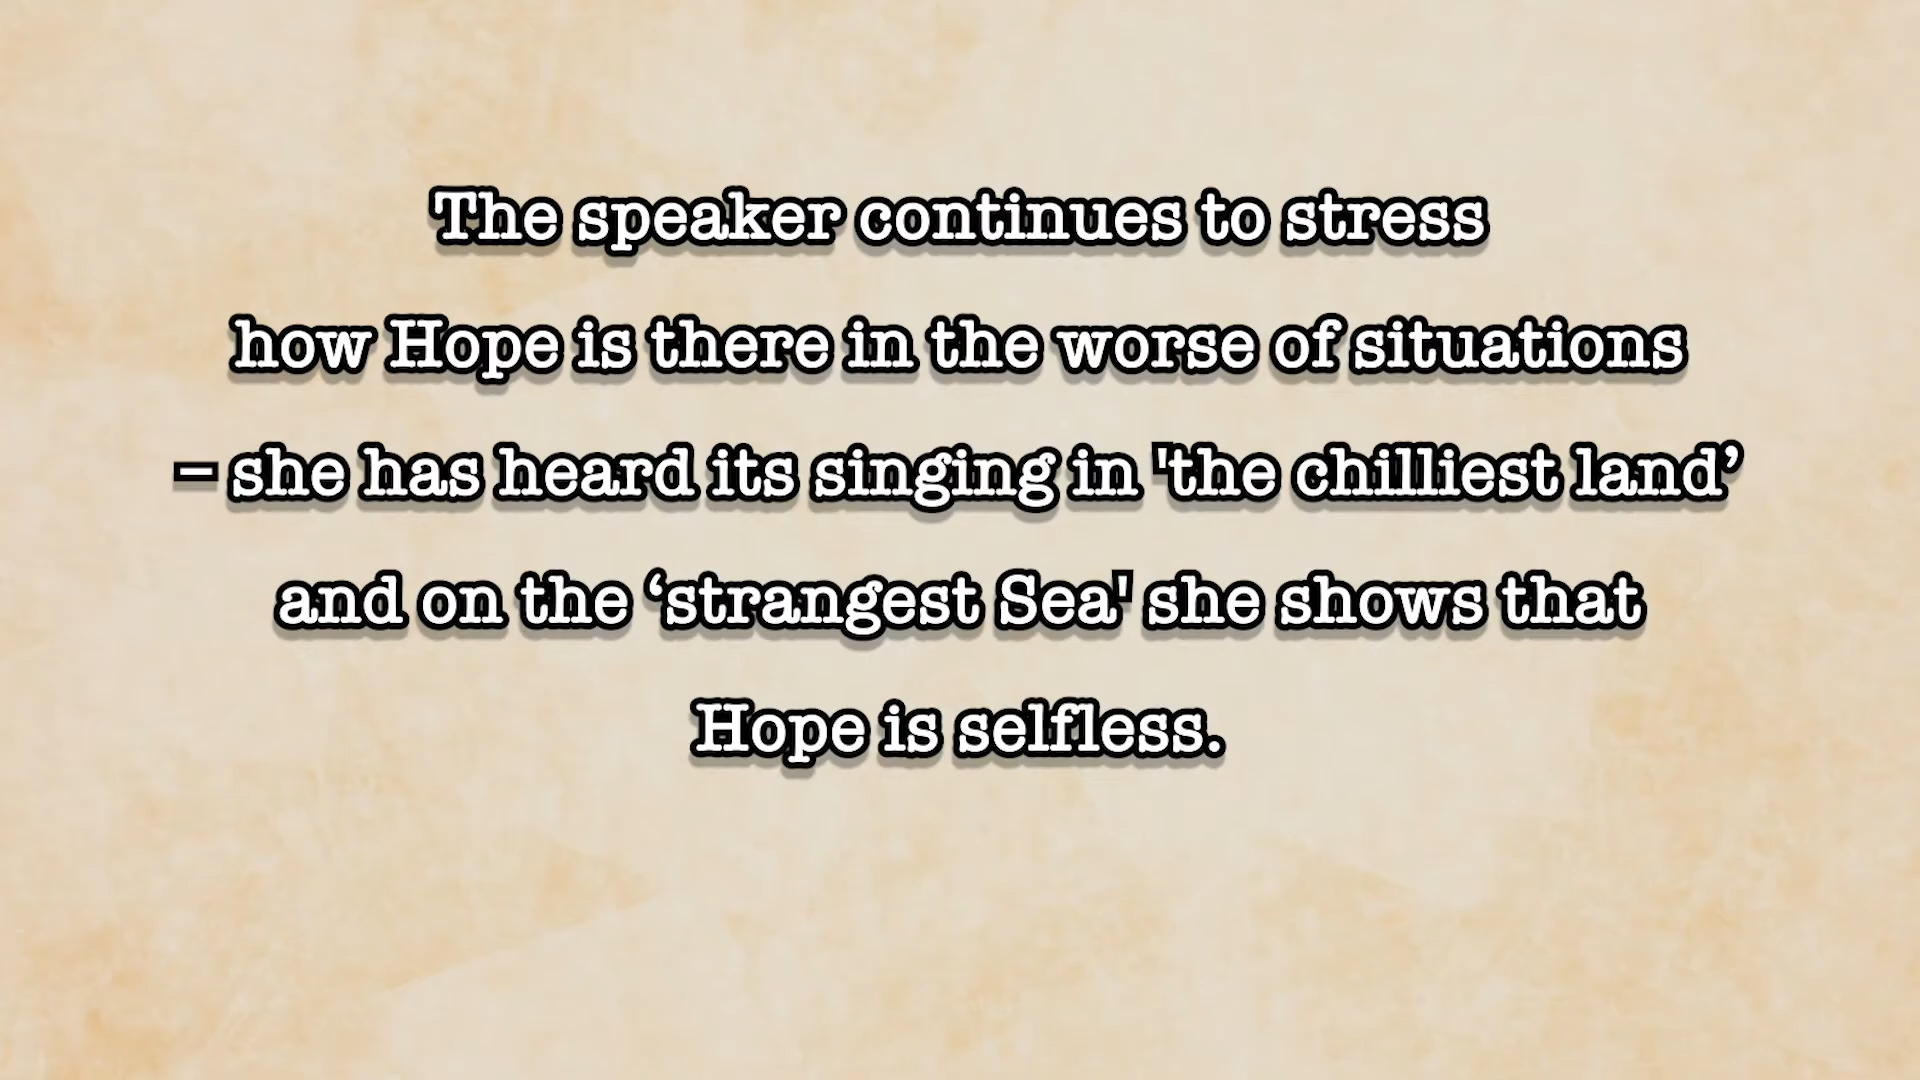 The speaker continues to stress
how Hope is there in the worse of situations
– she has heard its singing in 'the chilliest land’
and on the ‘strangest Sea' she shows that
Hope is selfless.